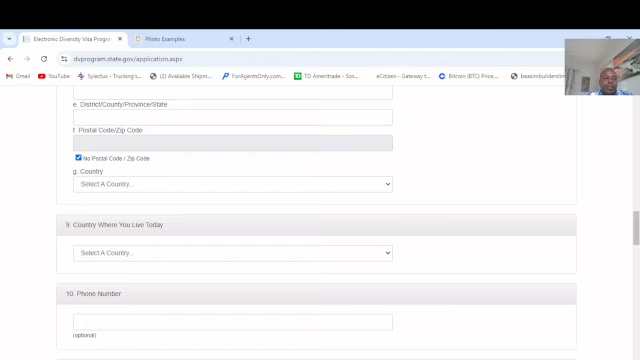 Electronic Diversity Visa Progra
Photo Examples
dvprogram.state.gov/application.aspx
Gmail
YouTube
Sylectus - Trucking's...
(2) Available Shipm...
ForAgentsOnly.com...
TD Ameritrade - Sc...
eCitizen - Gateway t...
Bitcoin (BTC) Price,...
beaombuilderslim
e. District/County/Province/State
f. Postal Code/Zip Code
No Postal Code / Zip Code
g. Country
Select A Country...
9. Country Where You Live Today
Select A Country...
10. Phone Number
(optional)